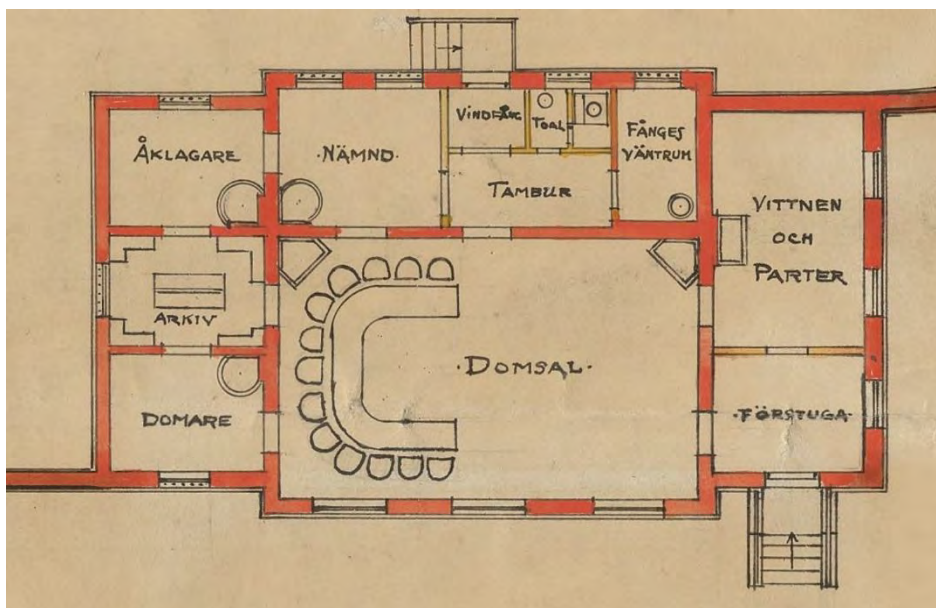 VINDFÅNG
TOAL.
FÅNGES
VÄNTRUM
ÅKLAGARE
·NÄMND·
TAMBUR
VITTNEN
OCH
PARTER
ARKIV
·DOMSAL·
DOMARE
·FÖRSTUGA·